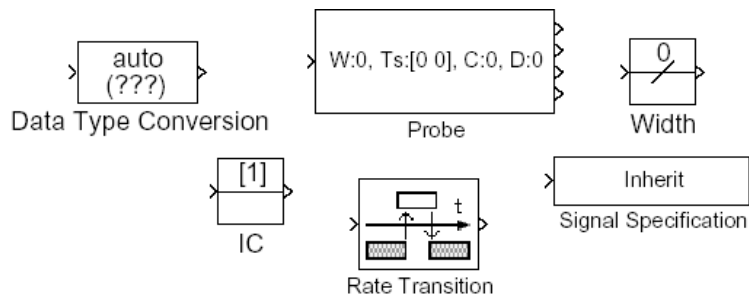 auto
(???)
Data Type Conversion
W:0, Ts:[0 0], C:0, D:0
Probe
0
Width
[1]
IC
t
Rate Transition
Inherit
Signal Specification